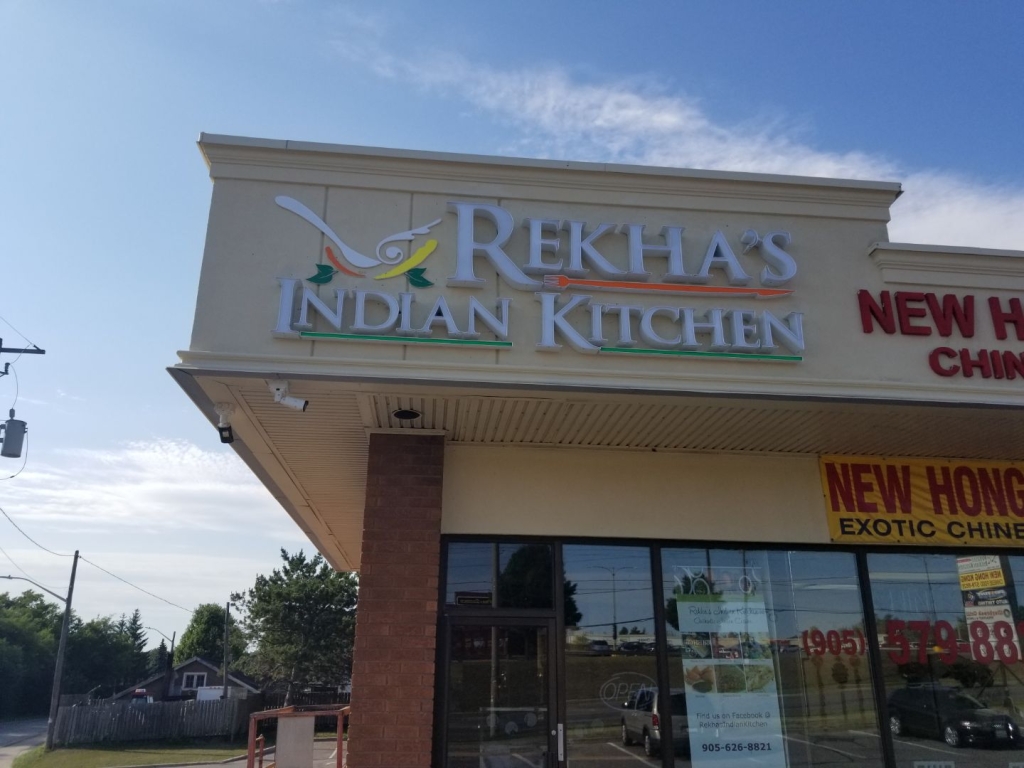 REKHA'S
INDIAN KITCHEN
NEW H
CHIN
NEW HONG
EXOTIC CHINE
(905) 579-88
OPEN
Find us on Facebook @
905-626-8821